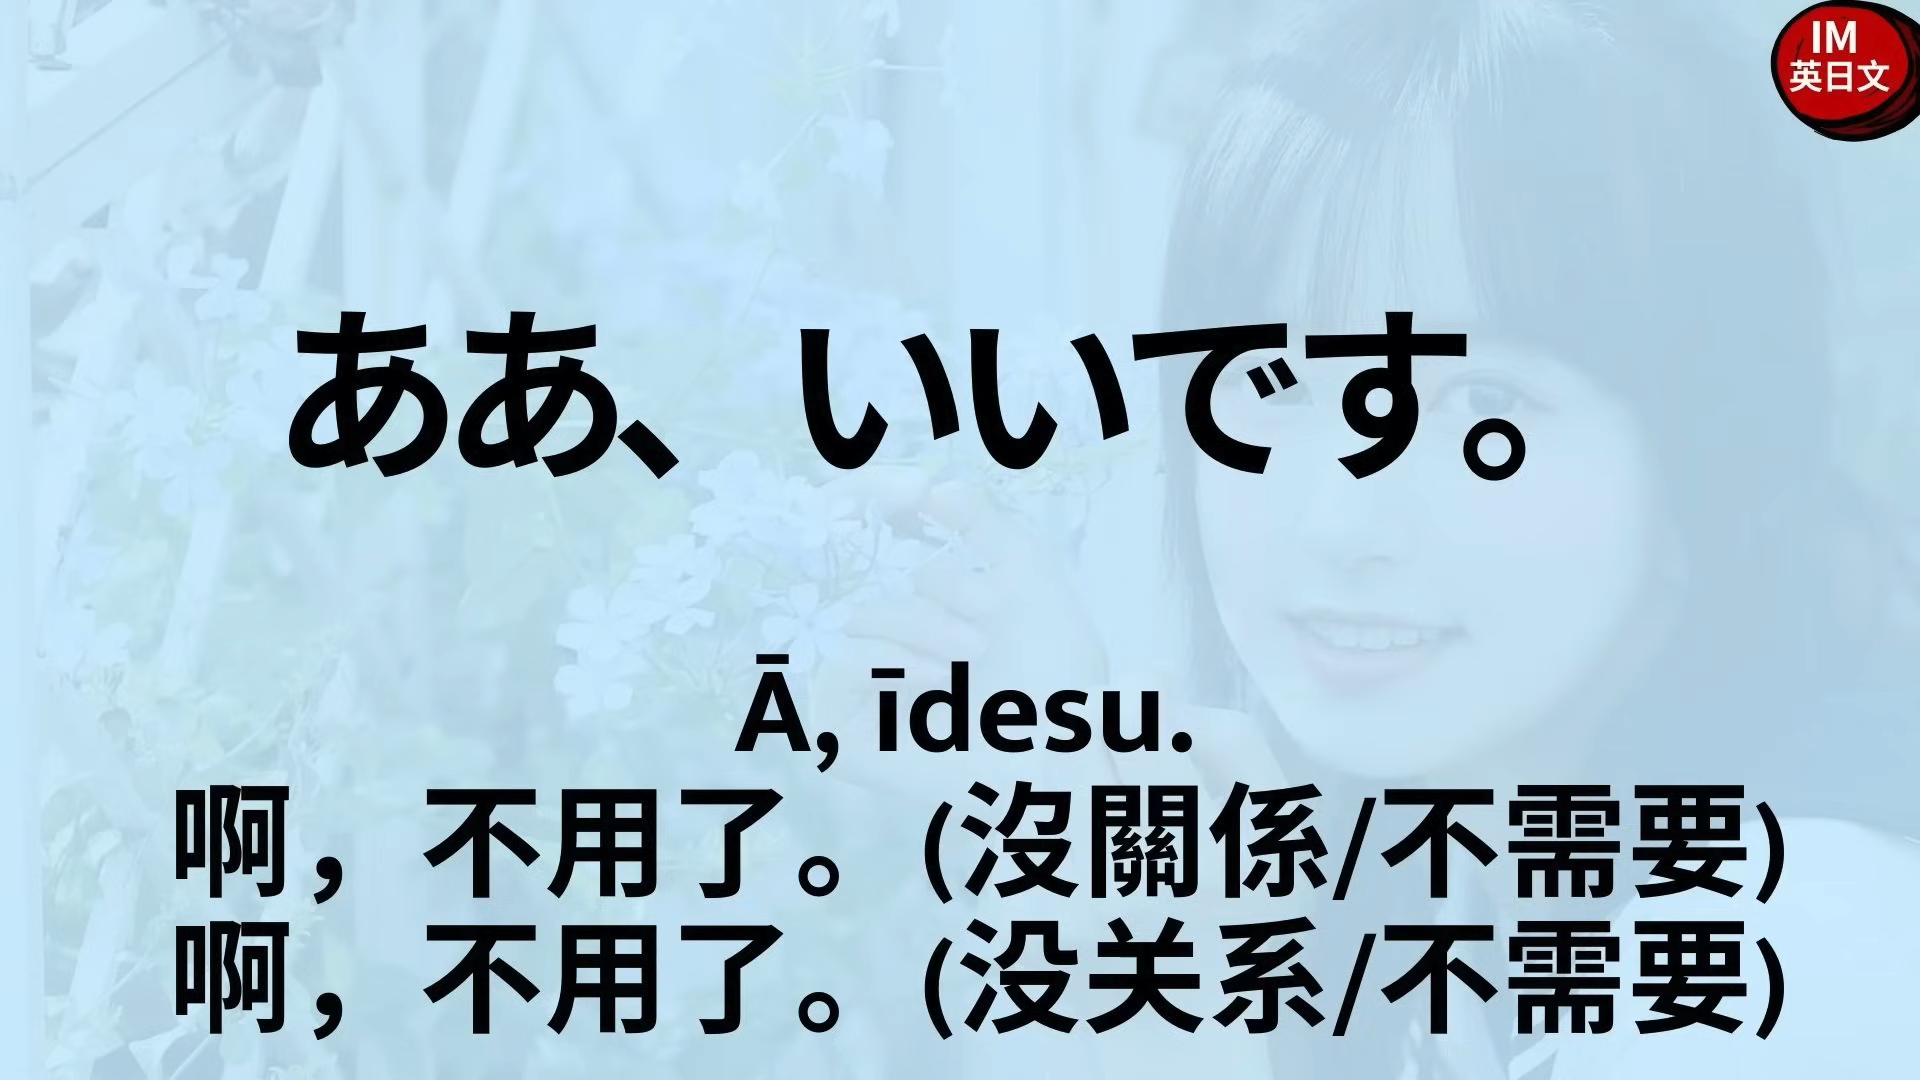 IM
英日文
ああ、いいです。
Ā, īdesu.
啊，不用了。(沒關係/不需要)
啊，不用了。(没关系/不需要)